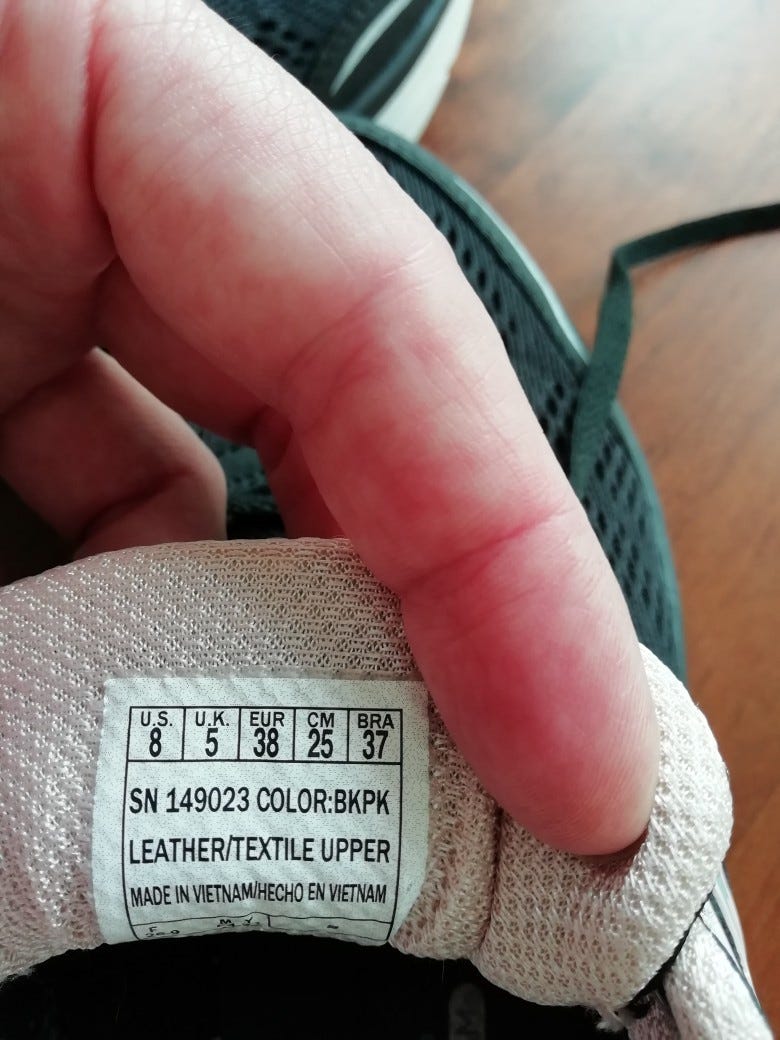 U.S. U.K. EUR CM BRA
8 5 38 25 37
SN 149023 COLOR:BKPK
LEATHER/TEXTILE UPPER
MADE IN VIETNAM/HECHO EN VIETNAM